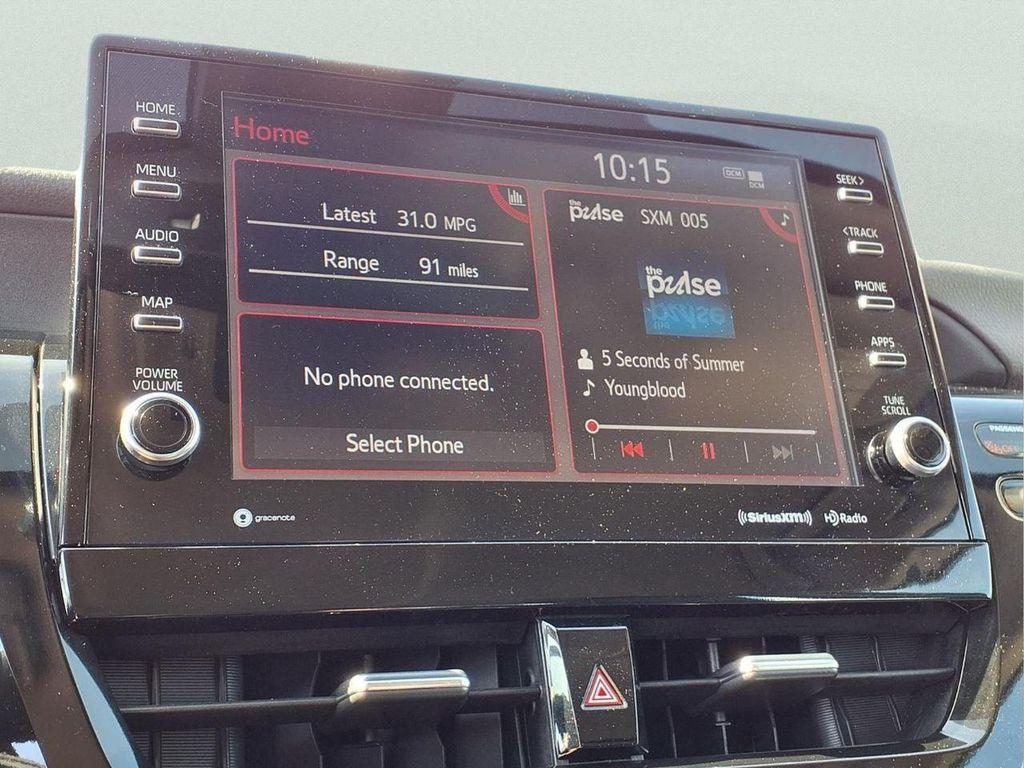 HOME
MENU
AUDIO
MAP
POWER
VOLUME
Home
10:15
DCM
DCM
Latest 31.0 MPG
Range 91 miles
No phone connected.
Select Phone
the pulse SXM 005
the pulse
5 Seconds of Summer
Youngblood
SEEK>
<TRACK
PHONE
APPS
TUNE
SCROLL
gracenote
((SiriusXM))
HD Radio